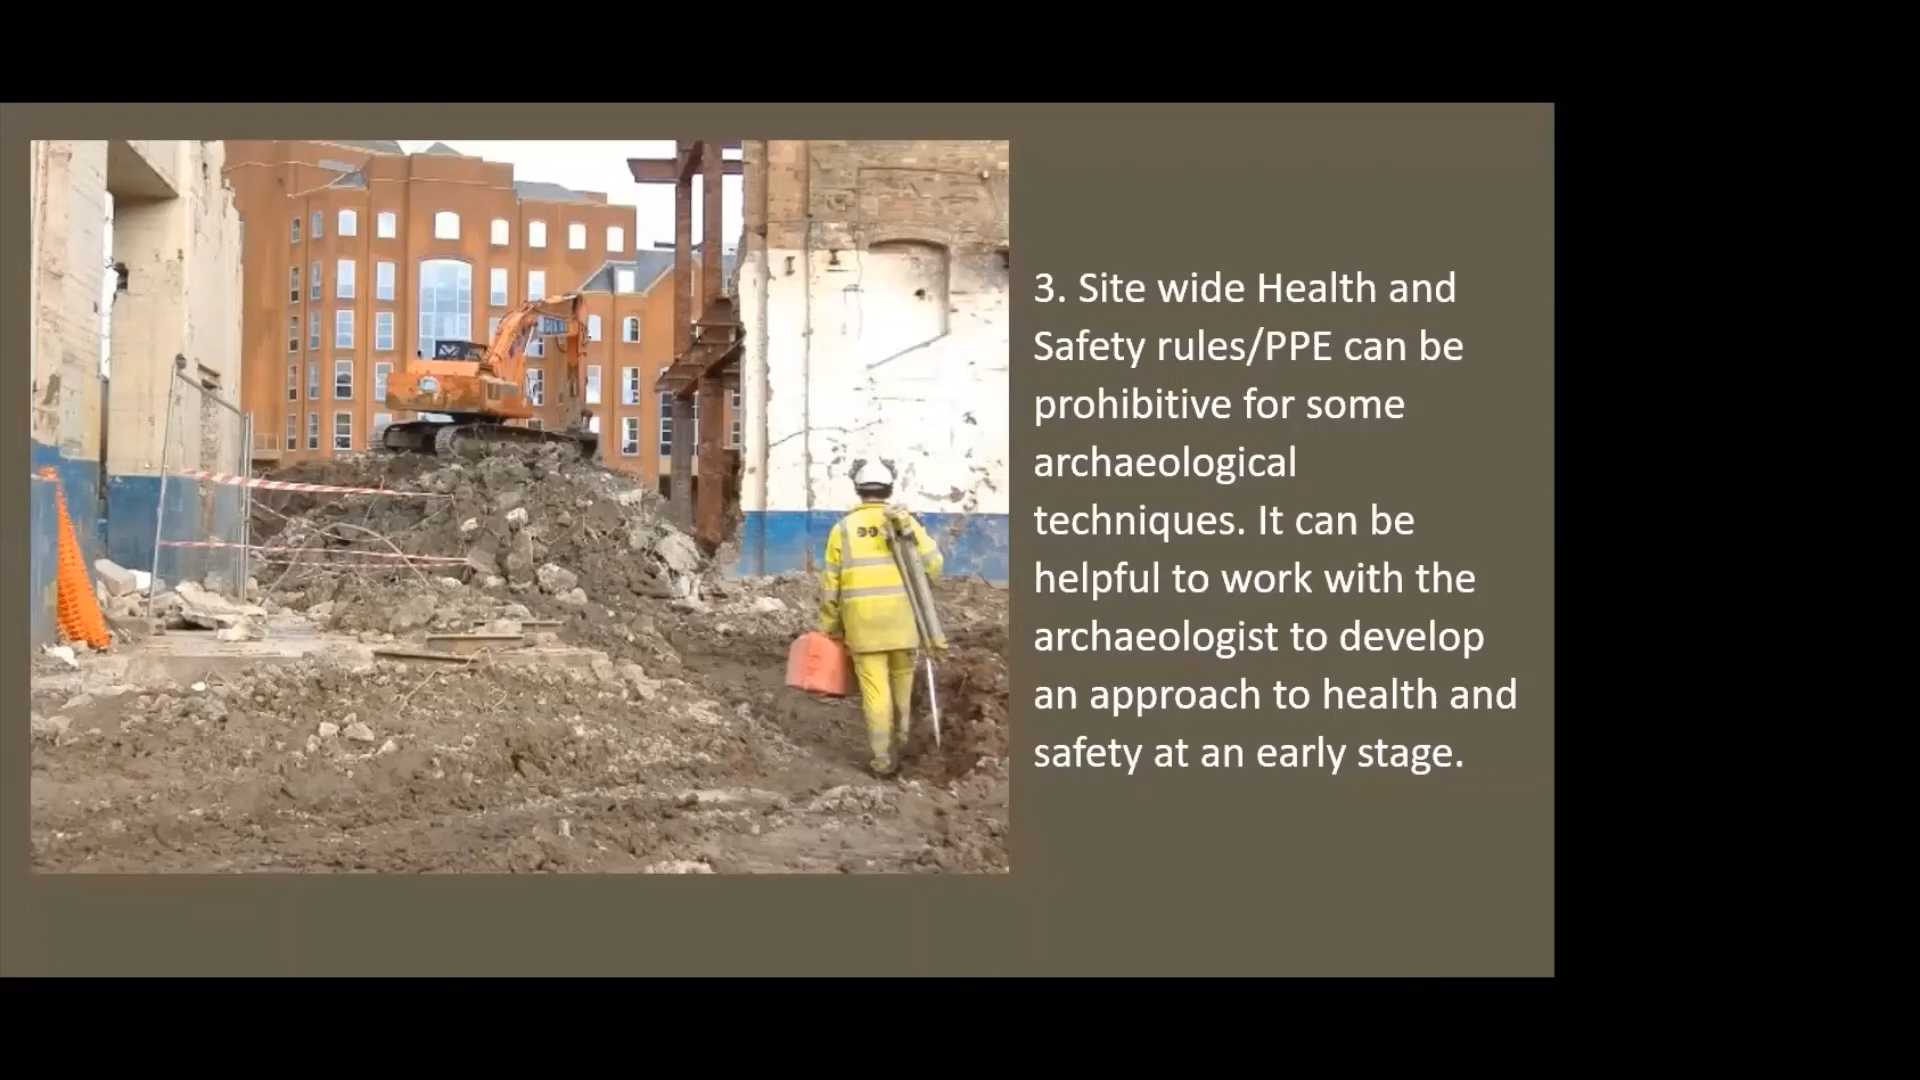 3. Site wide Health and
Safety rules/PPE can be
prohibitive for some
archaeological
techniques. It can be
helpful to work with the
archaeologist to develop
an approach to health and
safety at an early stage.